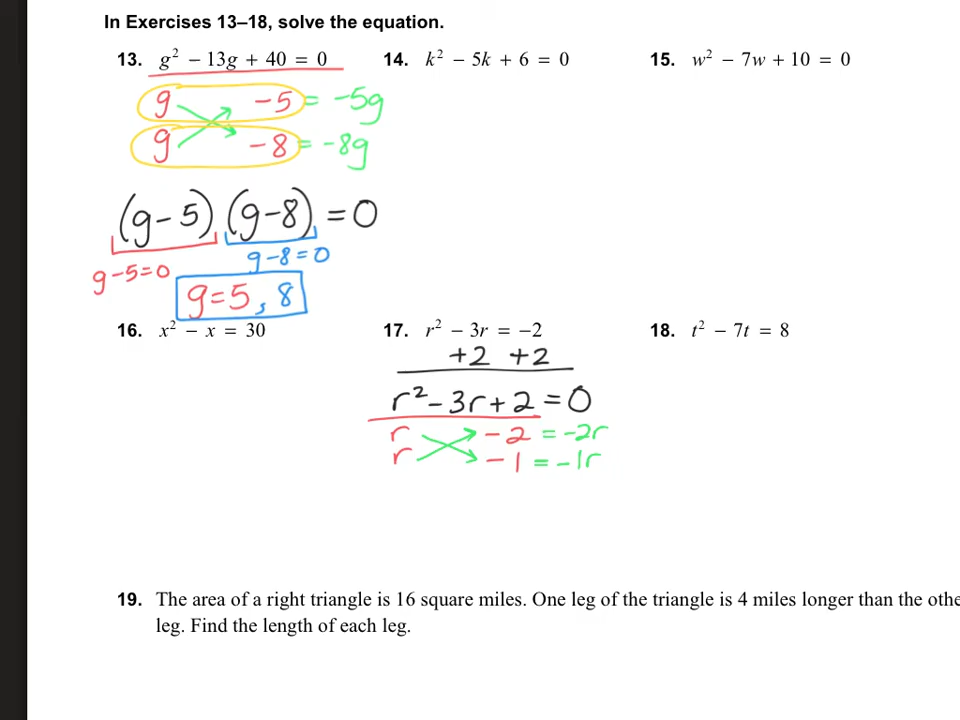 In Exercises 13–18, solve the equation.
13. g² − 13g + 40 = 0
14. k² − 5k + 6 = 0
15. w² − 7w + 10 = 0
g −5 = −5g
g −8 = −8g
(g−5)(g−8) = 0
g−5=0
g−8=0
g=5, 8
16. x² − x = 30
17. r² − 3r = −2
18. t² − 7t = 8
+2 +2
r² − 3r + 2 = 0
r −2 = −2r
r −1 = −1r
19. The area of a right triangle is 16 square miles. One leg of the triangle is 4 miles longer than the othe
leg. Find the length of each leg.